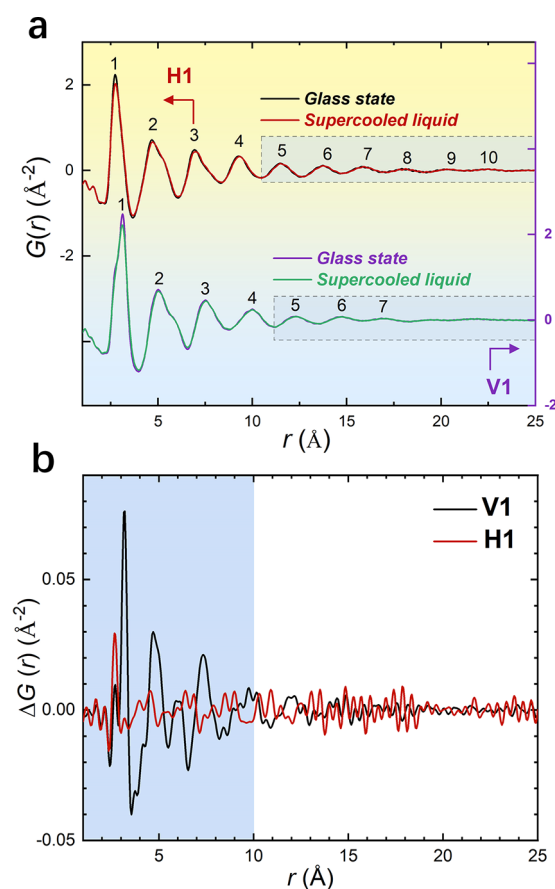 a
1
H1
2
3
4
Glass state
Supercooled liquid
5 6 7 8 9 10
2
0
-2
G(r) (Å⁻²)
1
2
3
4
Glass state
Supercooled liquid
5 6 7
2
0
-2
V1
5 10 15 20
r (Å)
b
V1
H1
0.05
0.00
-0.05
ΔG (r) (Å⁻²)
5 10 15 20 25
r (Å)